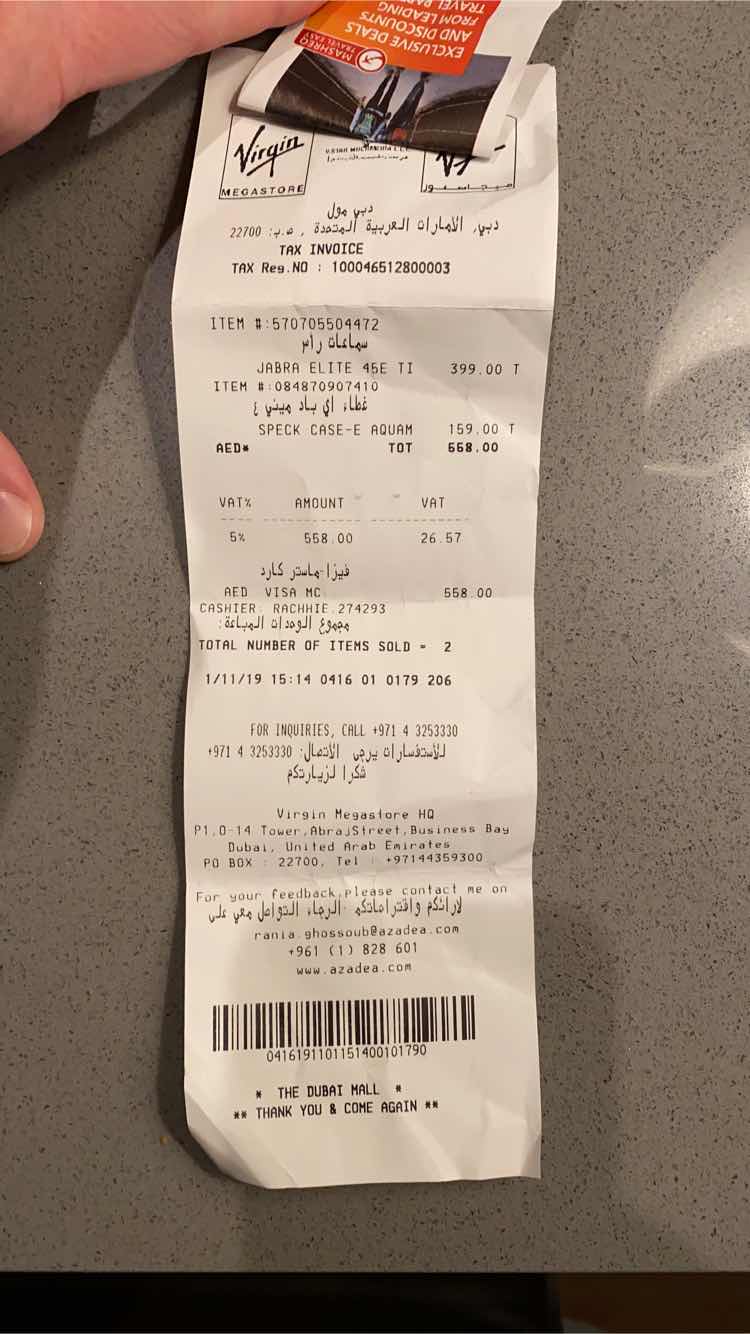 EXCLUSIVE DEALS
AND DISCOUNTS
FROM LEADING
TRAVEL
MASHREQ
TRAVEL EASY
Virgin
MEGASTORE
دبي مول
دبي, الأمارات العربية المتحدة , ص.ب: 22700
TAX INVOICE
TAX Reg.NO : 100046512800003
ITEM #:570705504472
سماعات راس
JABRA ELITE 45E TI 399.00 T
ITEM #:084870907410
غطاء اي باد ميني ع
SPECK CASE-E AQUAM 159.00 T
AED* TOT 558.00
VAT% AMOUNT VAT
5% 558.00 26.57
فيزا-ماستر كارد
AED VISA MC 558.00
CASHIER: RACHHIE.274293
مجموع الوحدات المباعة:
TOTAL NUMBER OF ITEMS SOLD = 2
1/11/19 15:14 0416 01 0179 206
FOR INQUIRIES, CALL +971 4 3253330
للأستفسارات يرجى الأتصال: 3253330 4 971+
شكرا لزيارتكم
Virgin Megastore HQ
P1,O-14 Tower,AbrajStreet,Business Bay
Dubai, United Arab Emirates
PO BOX : 22700, Tel : +97144359300
For your feedback,please contact me on
لارائكم واقتراحاتكم الرجاء التواصل معي على
rania.ghossoub@azadea.com
+961 (1) 828 601
www.azadea.com
0416191101151400101790
* THE DUBAI MALL *
** THANK YOU & COME AGAIN **